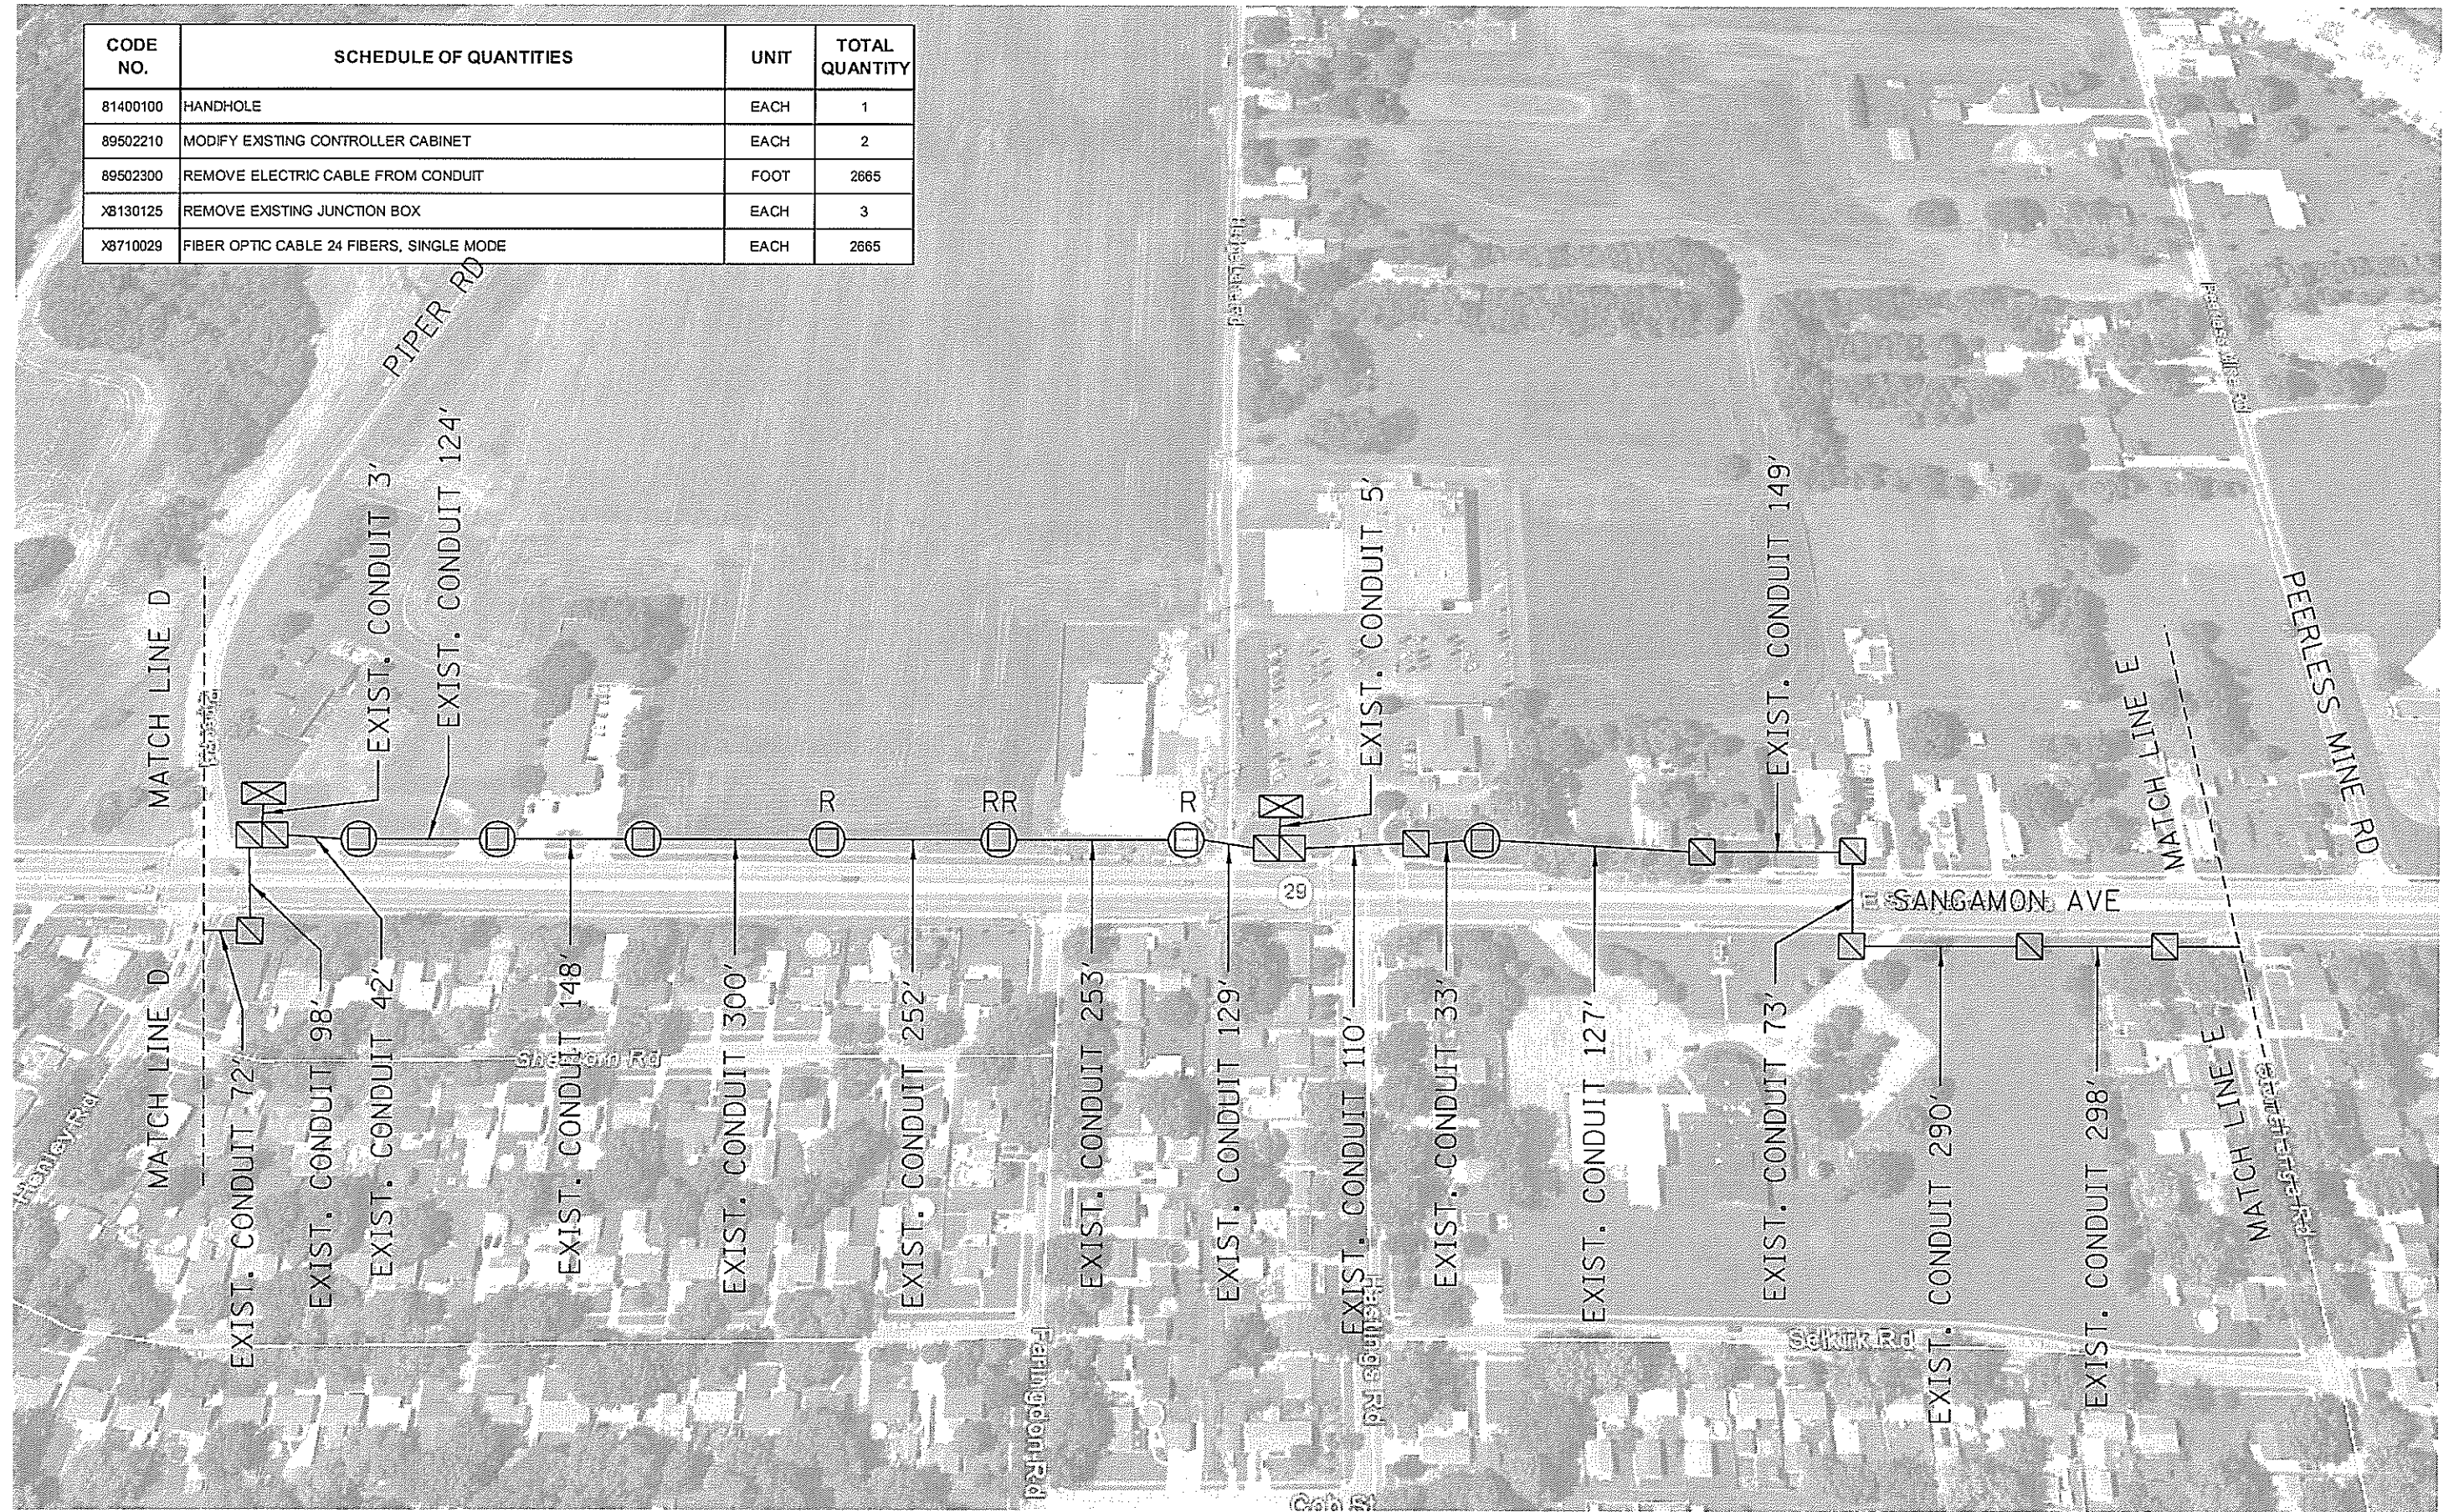 CODE NO. SCHEDULE OF QUANTITIES UNIT TOTAL QUANTITY
81400100 HANDHOLE EACH 1
89502210 MODIFY EXISTING CONTROLLER CABINET EACH 2
89502300 REMOVE ELECTRIC CABLE FROM CONDUIT FOOT 2665
X8130125 REMOVE EXISTING JUNCTION BOX EACH 3
X8710029 FIBER OPTIC CABLE 24 FIBERS, SINGLE MODE EACH 2665
PIPER RD
EXIST. CONDUIT 3'
EXIST. CONDUIT 124'
EXIST. CONDUIT 5'
EXIST. CONDUIT 149'
MATCH LINE D
MATCH LINE E
PEERLESS MINE RD
R
RR
R
29
E SANGAMON AVE
MATCH LINE D
EXIST. CONDUIT 72'
EXIST. CONDUIT 98'
EXIST. CONDUIT 42'
EXIST. CONDUIT 148'
EXIST. CONDUIT 300'
EXIST. CONDUIT 252'
EXIST. CONDUIT 253'
EXIST. CONDUIT 129'
EXIST. CONDUIT 110'
EXIST. CONDUIT 33'
EXIST. CONDUIT 127'
EXIST. CONDUIT 73'
EXIST. CONDUIT 290'
EXIST. CONDUIT 298'
MATCH LINE E
Henley Rd
Faringdon Rd
Hastings Rd
Selkirk Rd